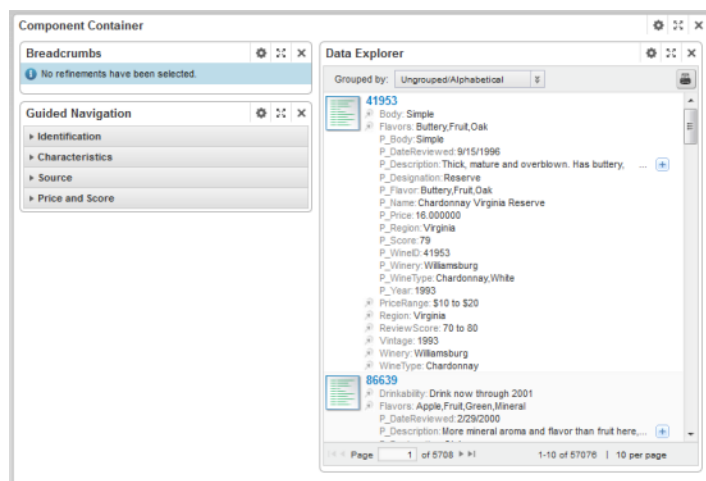 Component Container
Breadcrumbs
No refinements have been selected.
Guided Navigation
Identification
Characteristics
Source
Price and Score
Data Explorer
Grouped by: Ungrouped/Alphabetical
41953
Body: Simple
Flavors: Buttery,Fruit,Oak
P_Body: Simple
P_DateReviewed: 9/15/1996
P_Description: Thick, mature and overblown. Has buttery, ...
P_Designation: Reserve
P_Flavor: Buttery,Fruit,Oak
P_Name: Chardonnay Virginia Reserve
P_Price: 16.000000
P_Region: Virginia
P_Score: 79
P_WineID: 41953
P_Winery: Williamsburg
P_WineType: Chardonnay,White
P_Year: 1993
PriceRange: $10 to $20
Region: Virginia
ReviewScore: 70 to 80
Vintage: 1993
Winery: Williamsburg
WineType: Chardonnay
86639
Drinkability: Drink now through 2001
Flavors: Apple,Fruit,Green,Mineral
P_DateReviewed: 2/29/2000
P_Description: More mineral aroma and flavor than fruit here,...
Page 1 of 5708 1-10 of 57076 | 10 per page